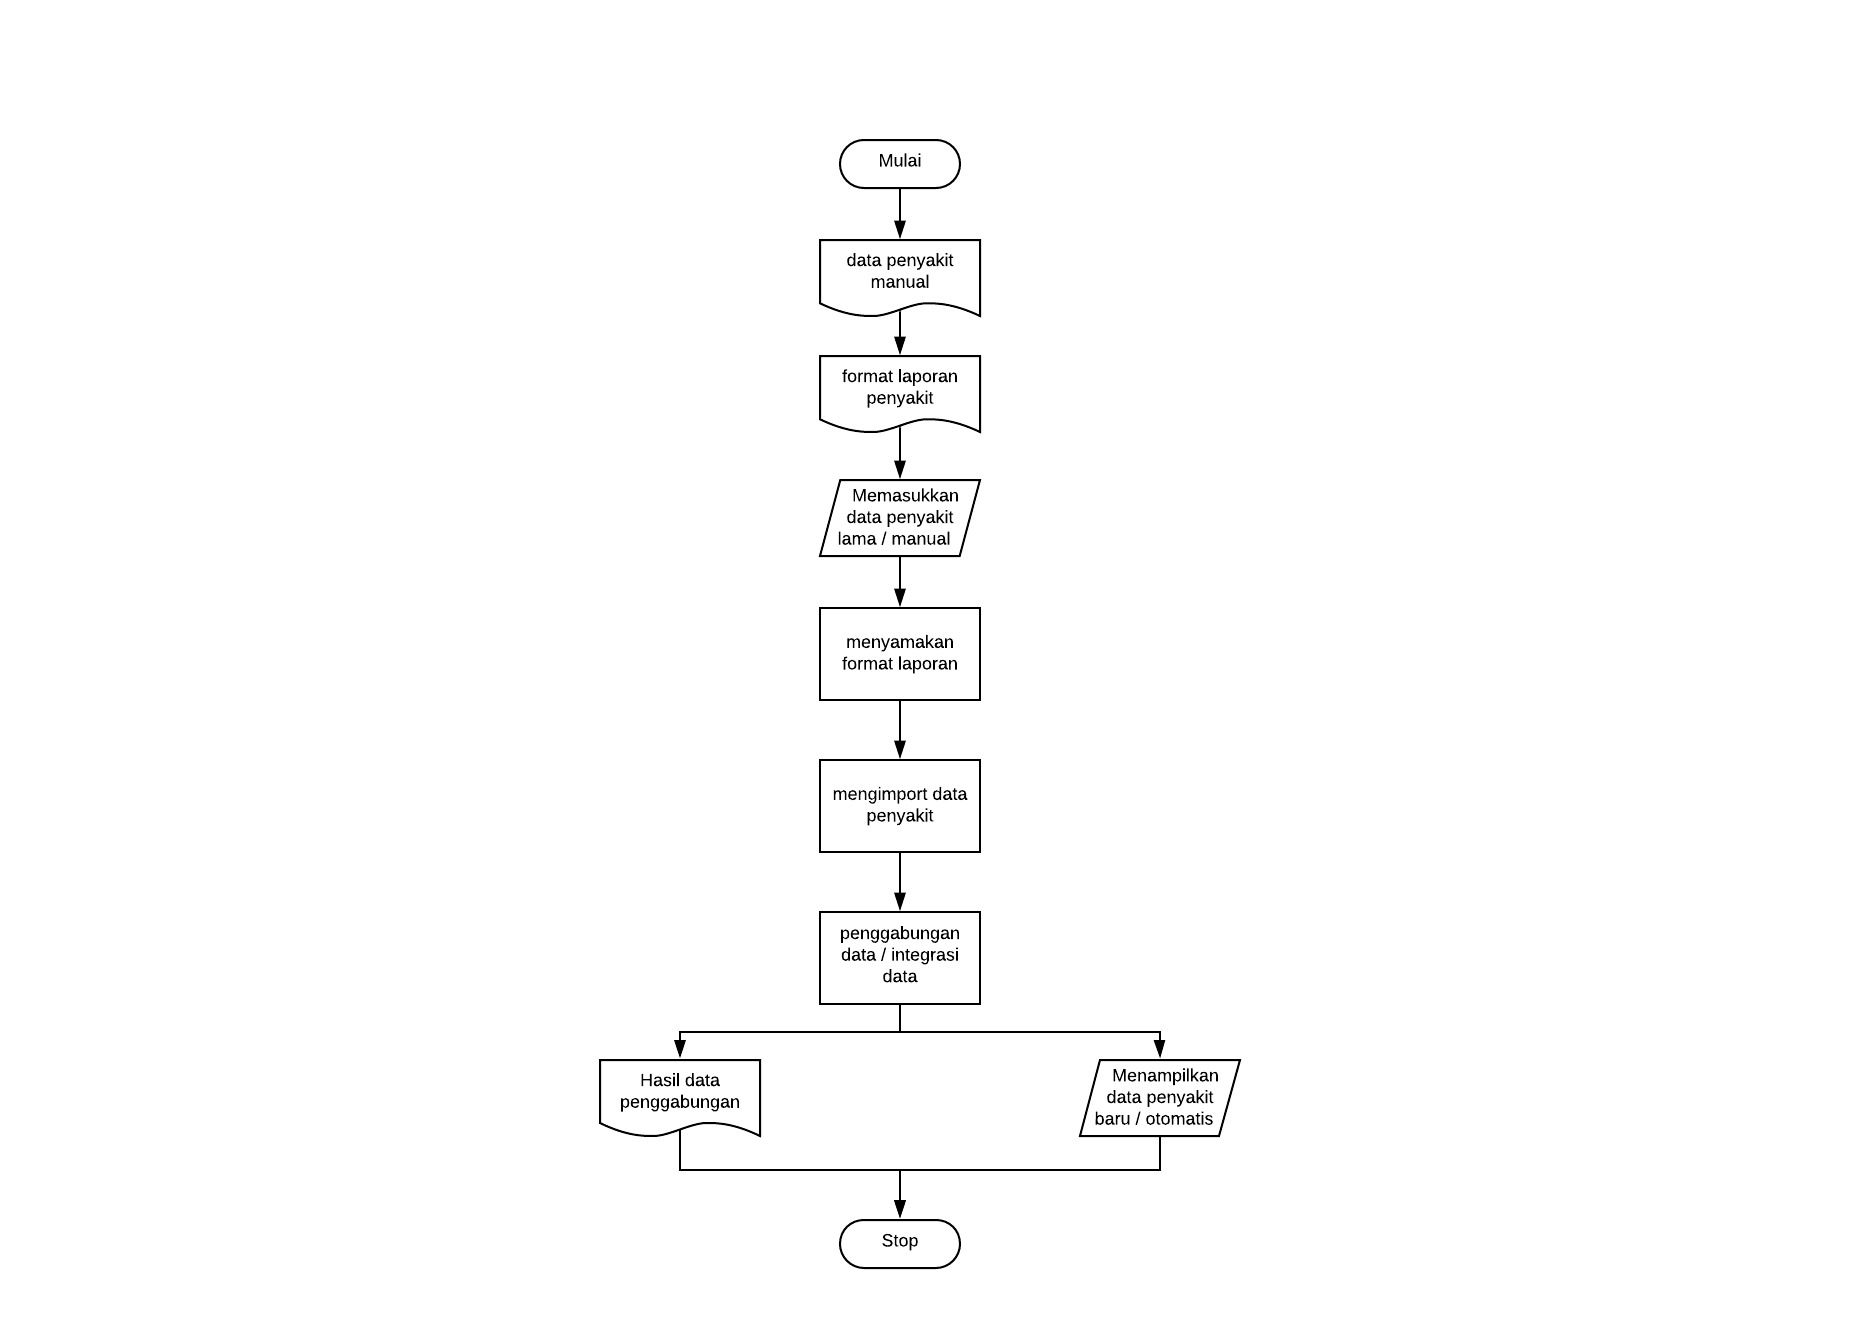 Mulai
data penyakit
manual
format laporan
penyakit
Memasukkan
data penyakit
lama / manual
menyamakan
format laporan
mengimport data
penyakit
penggabungan
data / integrasi
data
Hasil data
penggabungan
Menampilkan
data penyakit
baru / otomatis
Stop